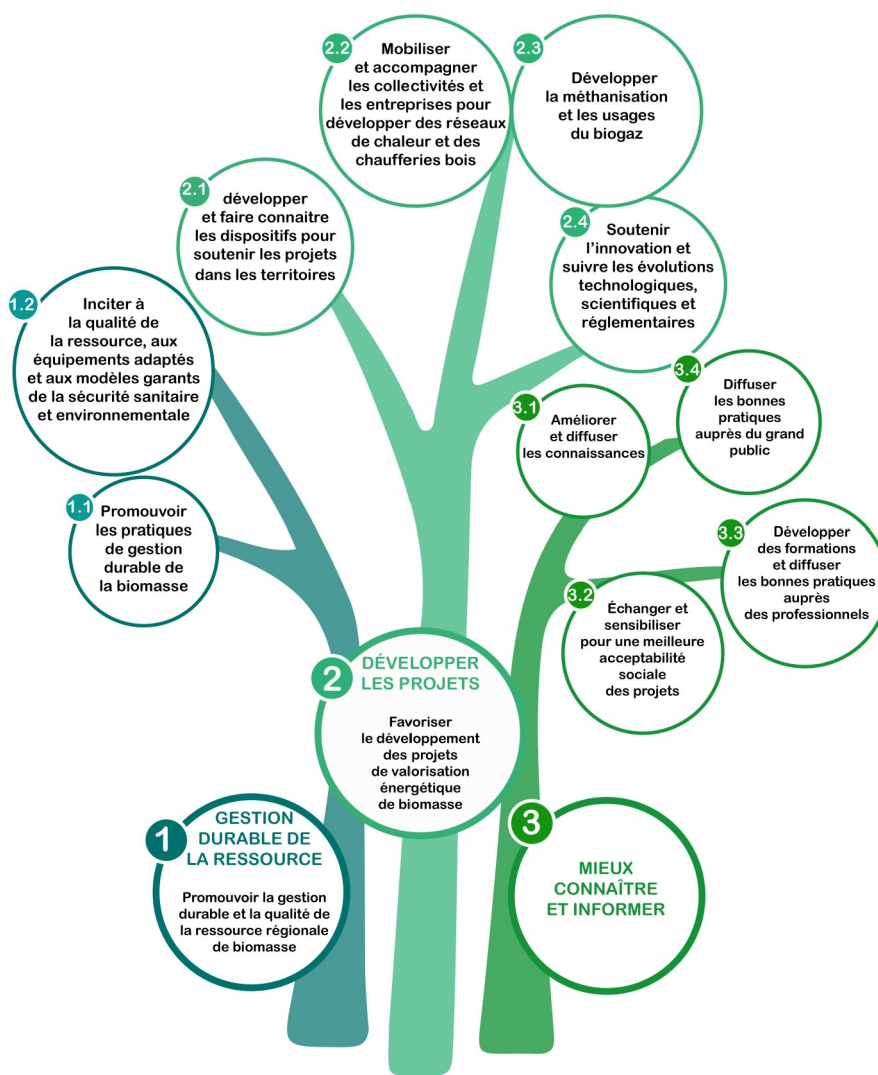 2.2
Mobiliser
et accompagner
les collectivités et
les entreprises pour
développer des réseaux
de chaleur et des
chaufferies bois
2.3
Développer
la méthanisation
et les usages
du biogaz
2.1
développer
et faire connaitre
les dispositifs pour
soutenir les projets
dans les territoires
2.4
Soutenir
l’innovation et
suivre les évolutions
technologiques,
scientifiques et
réglementaires
1.2
Inciter à
la qualité de
la ressource, aux
équipements adaptés
et aux modèles garants
de la sécurité sanitaire
et environnementale
3.4
Diffuser
les bonnes
pratiques
auprès du grand
public
3.1
Améliorer
et diffuser
les connaissances
1.1
Promouvoir
les pratiques
de gestion
durable de
la biomasse
3.3
Développer
des formations
et diffuser
les bonnes pratiques
auprès
des professionnels
3.2
Échanger et
sensibiliser
pour une meilleure
acceptabilité
sociale
des projets
2
DÉVELOPPER
LES PROJETS
Favoriser
le développement
des projets
de valorisation
énergétique
de biomasse
1
GESTION
DURABLE DE
LA RESSOURCE
Promouvoir la gestion
durable et la qualité de
la ressource régionale
de biomasse
3
MIEUX
CONNAÎTRE
ET INFORMER